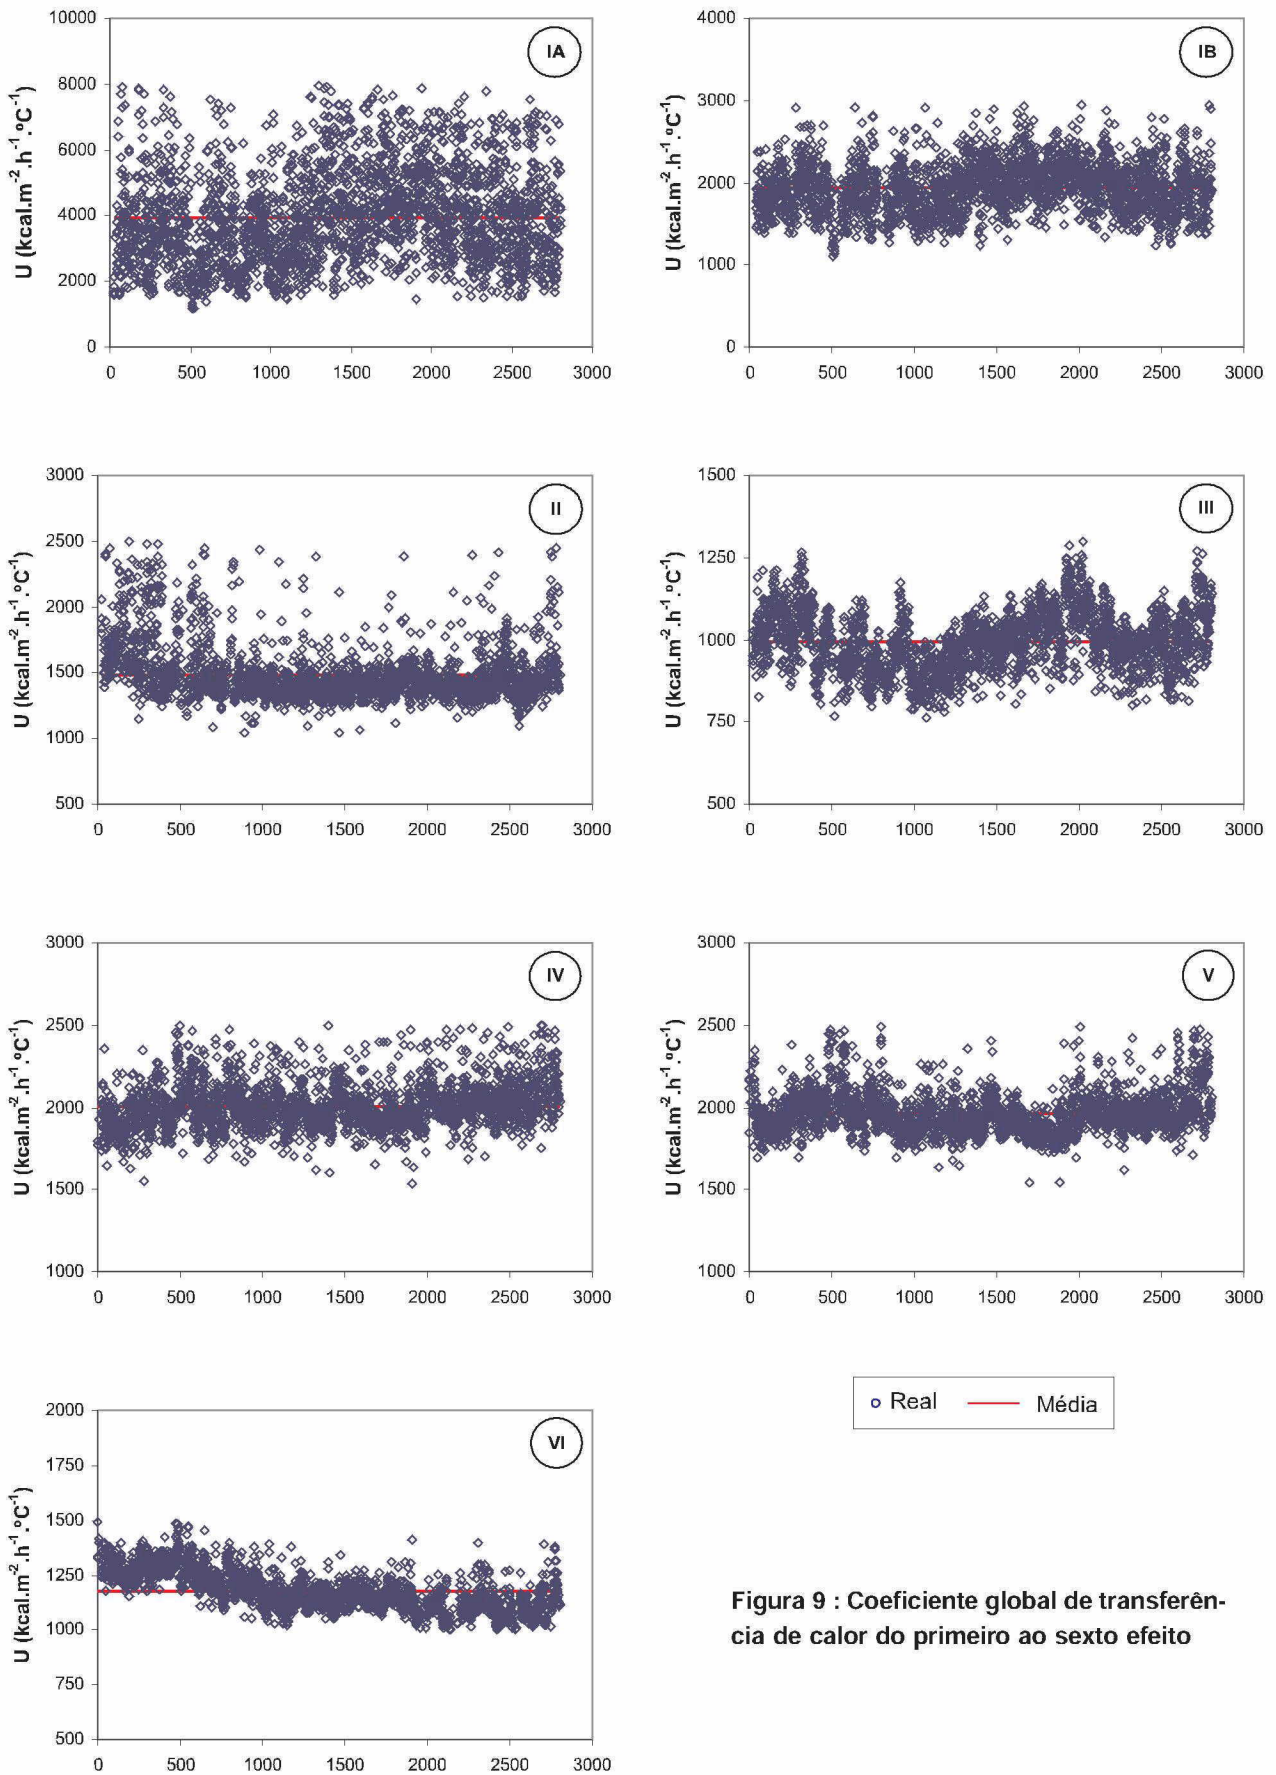 IA
U (kcal.m⁻².h⁻¹.ºC⁻¹)
10000
8000
6000
4000
2000
0
0 500 1000 1500 2000 2500 3000
IB
U (kcal.m⁻².h⁻¹.ºC⁻¹)
4000
3000
2000
1000
0
0 500 1000 1500 2000 2500 3000
II
U (kcal.m⁻².h⁻¹.ºC⁻¹)
3000
2500
2000
1500
1000
500
0 500 1000 1500 2000 2500 3000
III
U (kcal.m⁻².h⁻¹.ºC⁻¹)
1500
1250
1000
750
500
0 500 1000 1500 2000 2500 3000
IV
U (kcal.m⁻².h⁻¹.ºC⁻¹)
3000
2500
2000
1500
1000
0 500 1000 1500 2000 2500 3000
V
U (kcal.m⁻².h⁻¹.ºC⁻¹)
3000
2500
2000
1500
1000
0 500 1000 1500 2000 2500 3000
VI
U (kcal.m⁻².h⁻¹.ºC⁻¹)
2000
1750
1500
1250
1000
750
500
0 500 1000 1500 2000 2500 3000
Real Média
Figura 9 : Coeficiente global de transferên-
cia de calor do primeiro ao sexto efeito